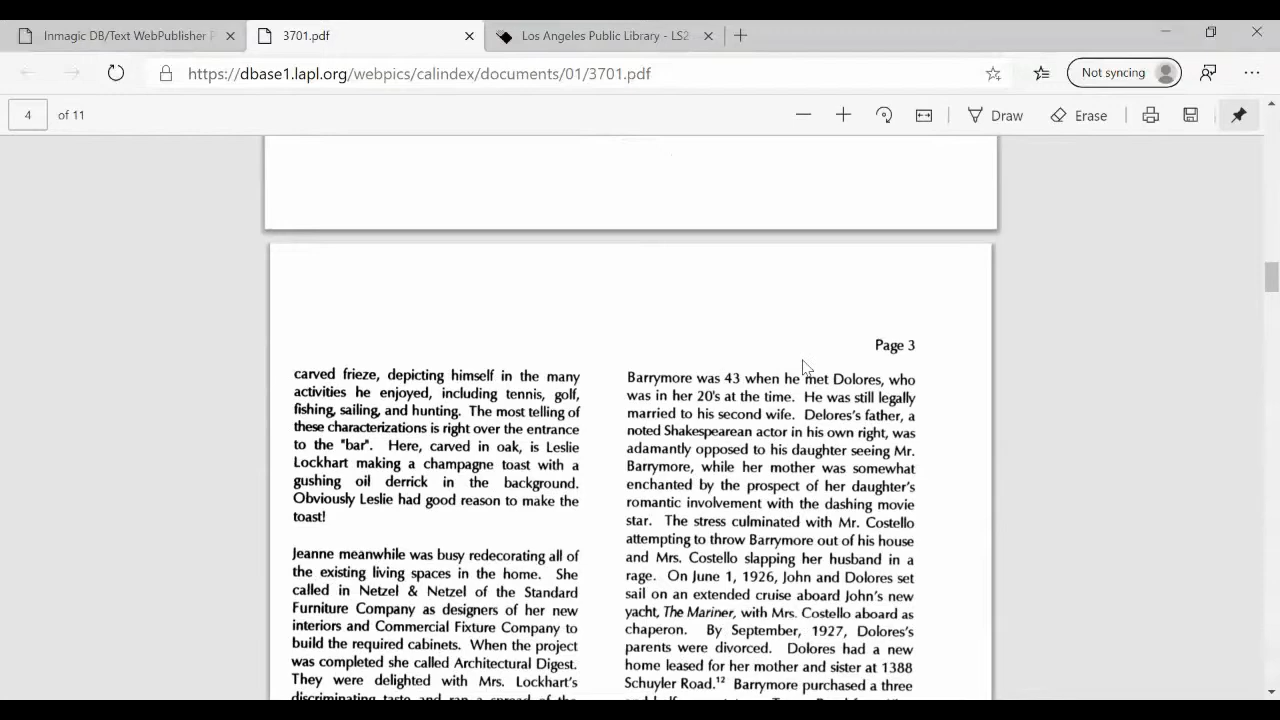 Inmagic DB/Text WebPublisher P
3701.pdf
Los Angeles Public Library - LS2
https://dbase1.lapl.org/webpics/calindex/documents/01/3701.pdf
Not syncing
4 of 11
Draw
Erase
Page 3
carved frieze, depicting himself in the many
activities he enjoyed, including tennis, golf,
fishing, sailing, and hunting. The most telling of
these characterizations is right over the entrance
to the "bar". Here, carved in oak, is Leslie
Lockhart making a champagne toast with a
gushing oil derrick in the background.
Obviously Leslie had good reason to make the
toast!
Jeanne meanwhile was busy redecorating all of
the existing living spaces in the home. She
called in Netzel & Netzel of the Standard
Furniture Company as designers of her new
interiors and Commercial Fixture Company to
build the required cabinets. When the project
was completed she called Architectural Digest.
They were delighted with Mrs. Lockhart's
discriminating taste and ran a spread of the
Barrymore was 43 when he met Dolores, who
was in her 20's at the time. He was still legally
married to his second wife. Delores's father, a
noted Shakespearean actor in his own right, was
adamantly opposed to his daughter seeing Mr.
Barrymore, while her mother was somewhat
enchanted by the prospect of her daughter's
romantic involvement with the dashing movie
star. The stress culminated with Mr. Costello
attempting to throw Barrymore out of his house
and Mrs. Costello slapping her husband in a
rage. On June 1, 1926, John and Dolores set
sail on an extended cruise aboard John's new
yacht, The Mariner, with Mrs. Costello aboard as
chaperon. By September, 1927, Dolores's
parents were divorced. Dolores had a new
home leased for her mother and sister at 1388
Schuyler Road.¹² Barrymore purchased a three